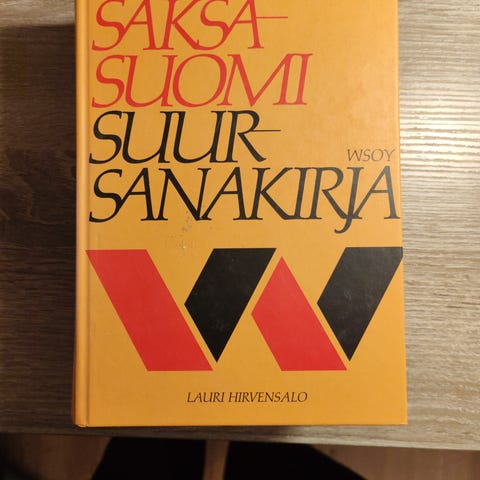 SAKSA-
SUOMI
SUUR-
WSOY
SANAKIRJA
LAURI HIRVENSALO